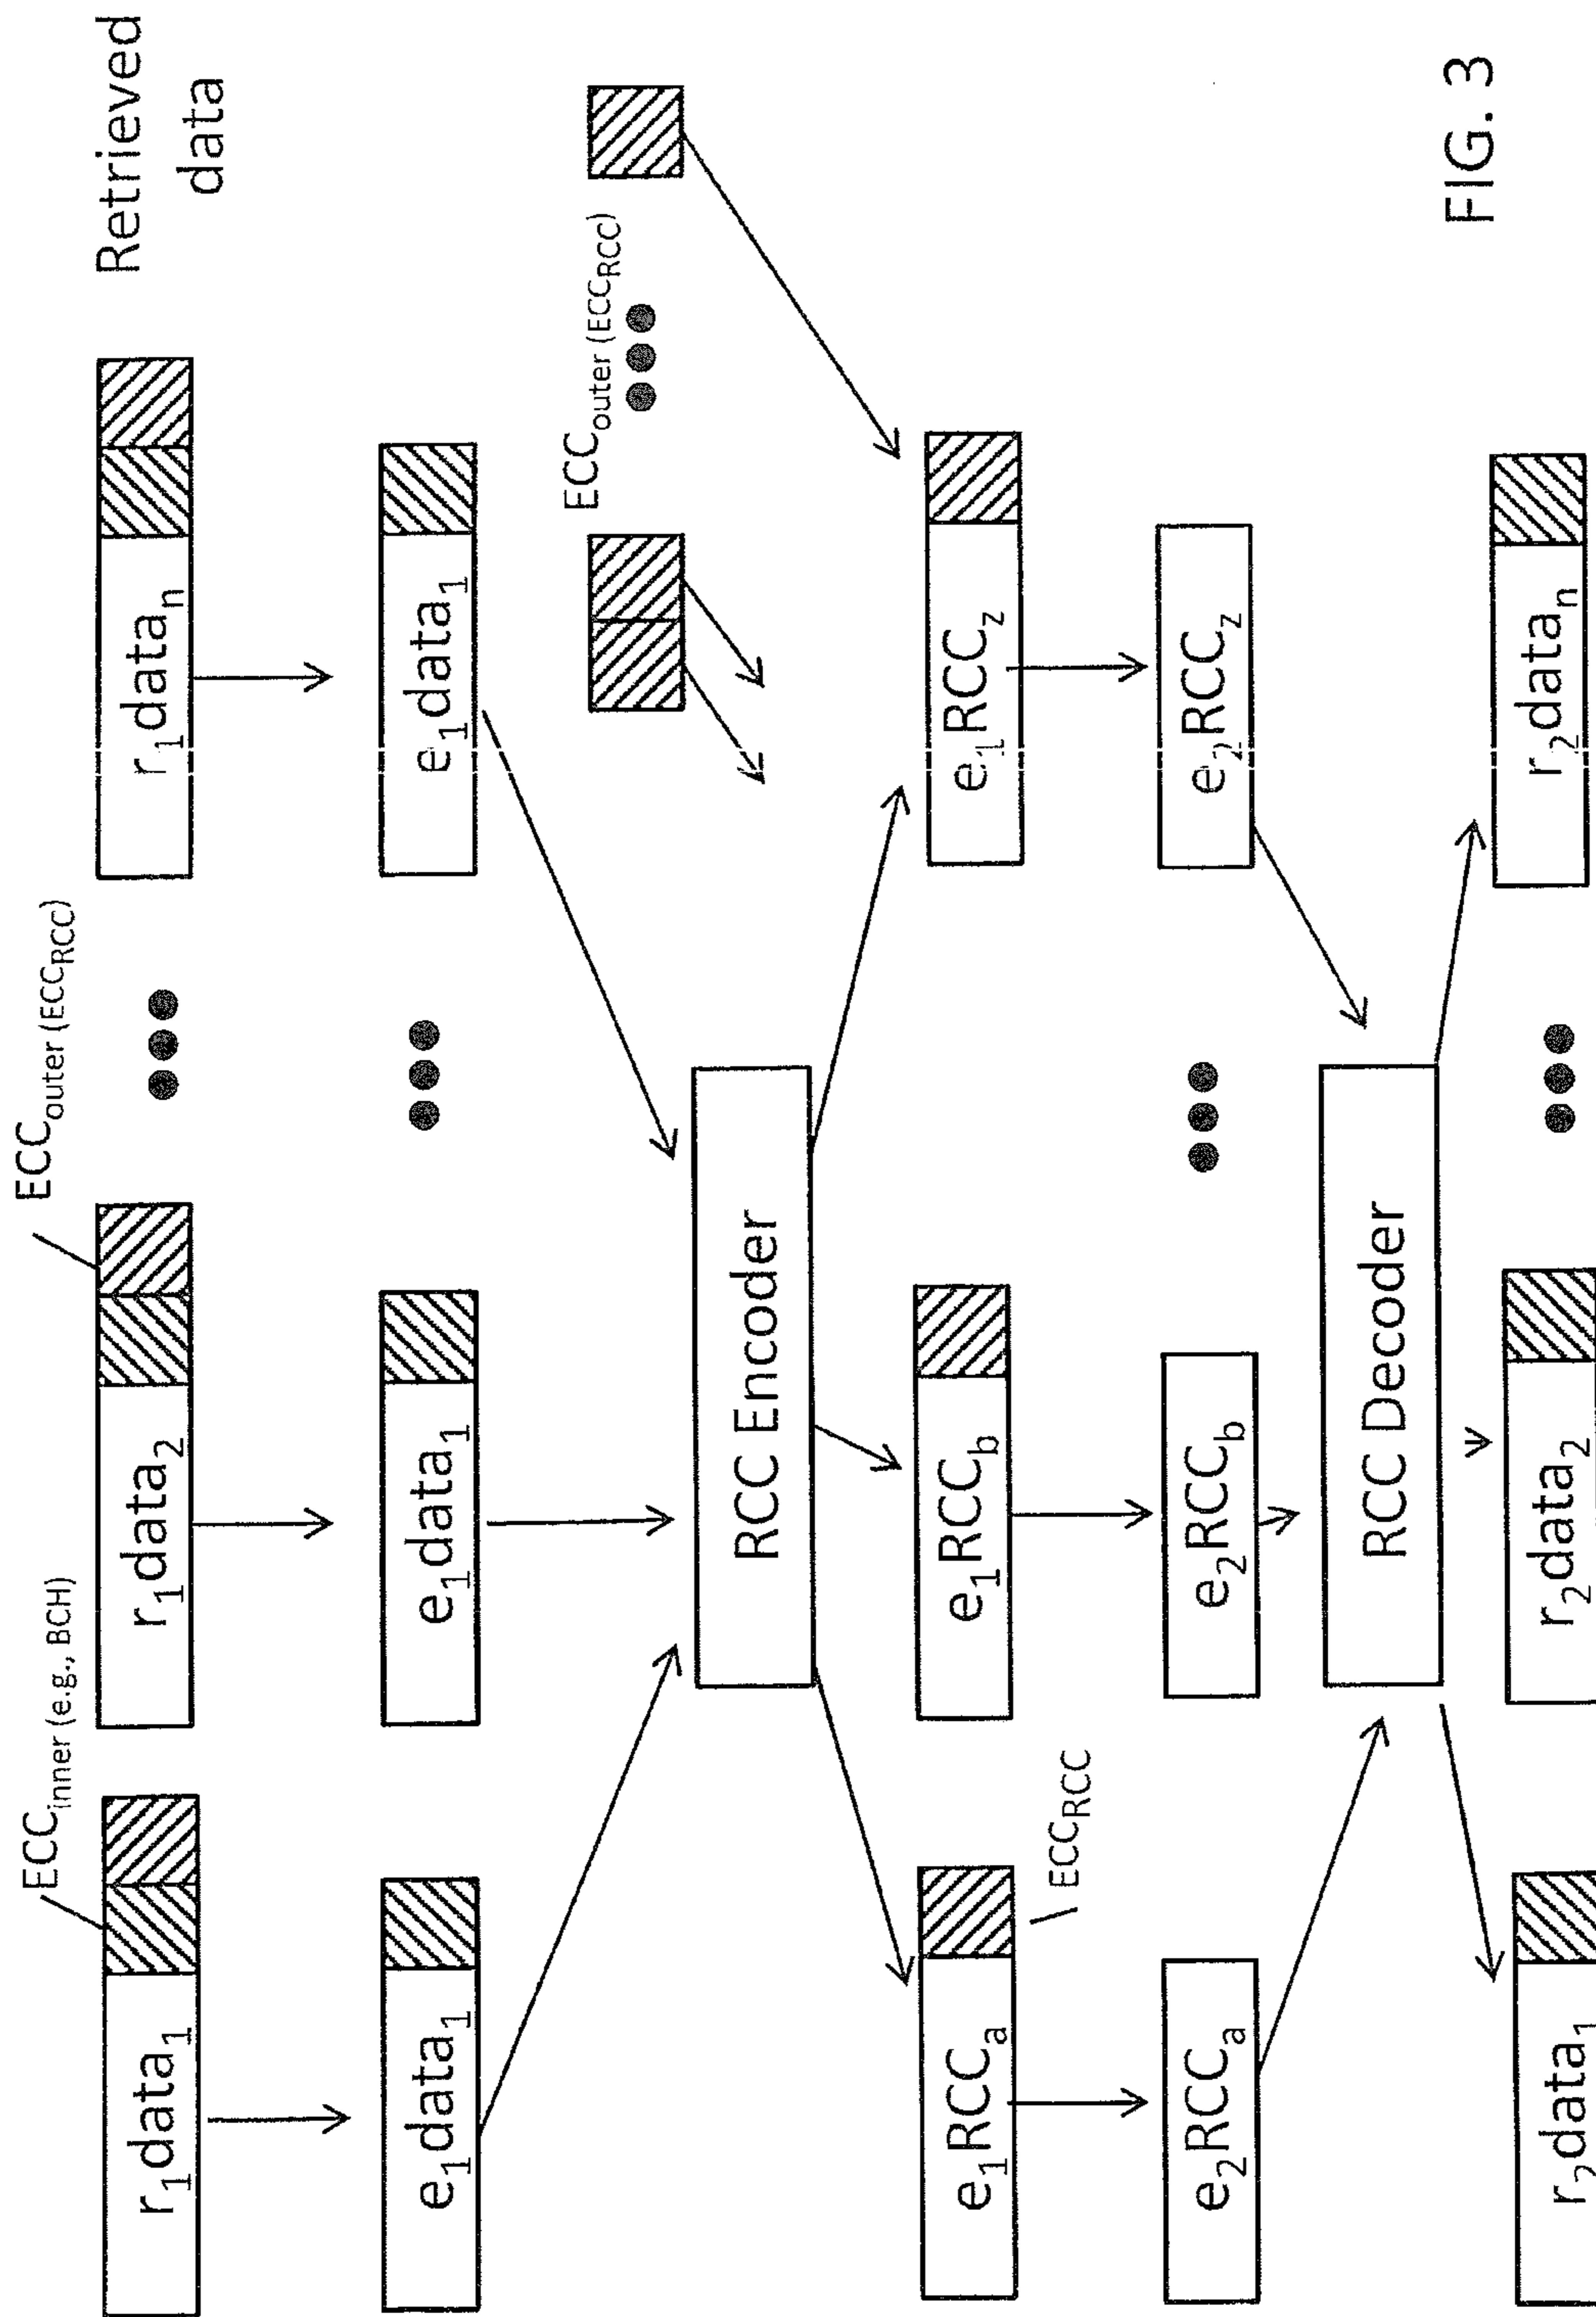 Retrieved
data
ECC_inner (e.g., BCH)
ECC_outer (ECC_RCC)
r_1data_1
r_1data_2
r_1data_n
e_1data_1
e_1data_1
e_1data_1
ECC_outer (ECC_RCC)
RCC Encoder
e_1RCC_a
e_1RCC_b
e_1RCC_z
ECC_RCC
e_2RCC_a
e_2RCC_b
e_2RCC_z
RCC Decoder
r_2data_1
r_2data_2
r_2data_n
FIG. 3